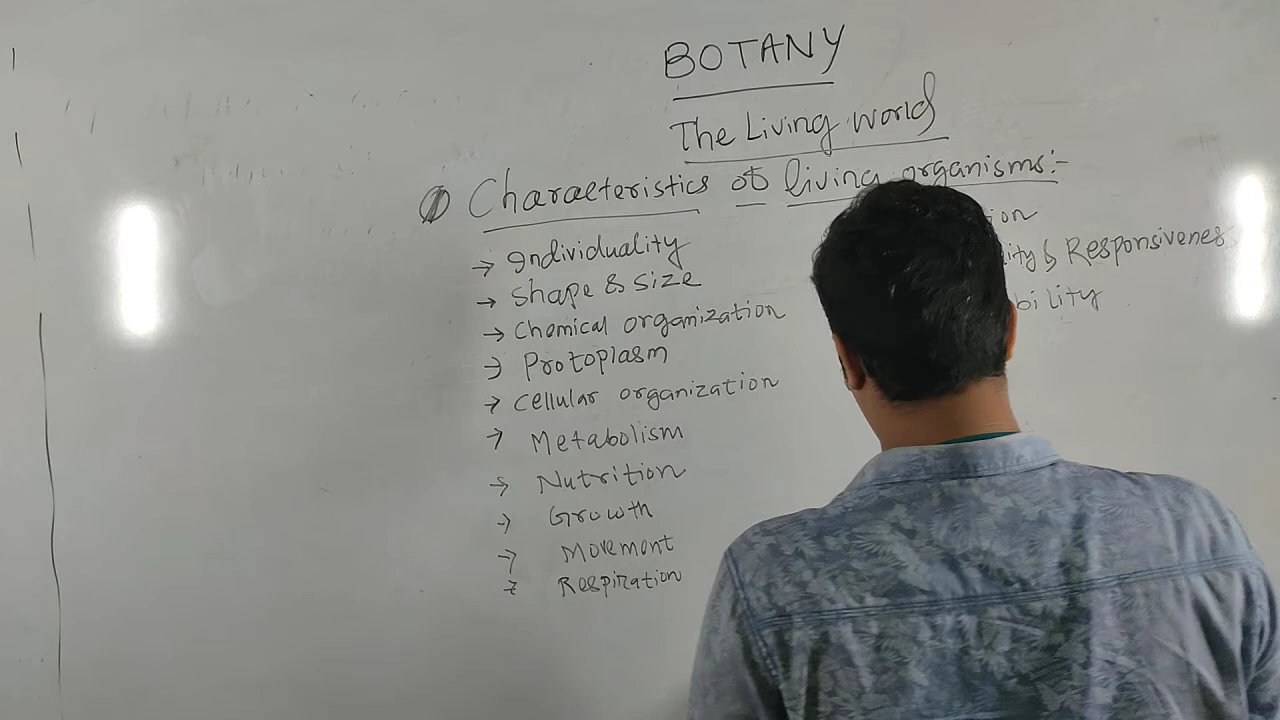 BOTANY
The Living world
Characteristics of living organisms:-
→ Individuality
→ Shape & size
→ Chemical organization
→ Protoplasm
→ Cellular organization
→ Metabolism
→ Nutrition
→ Growth
→ Movement
→ Respiration
& Responsiveness